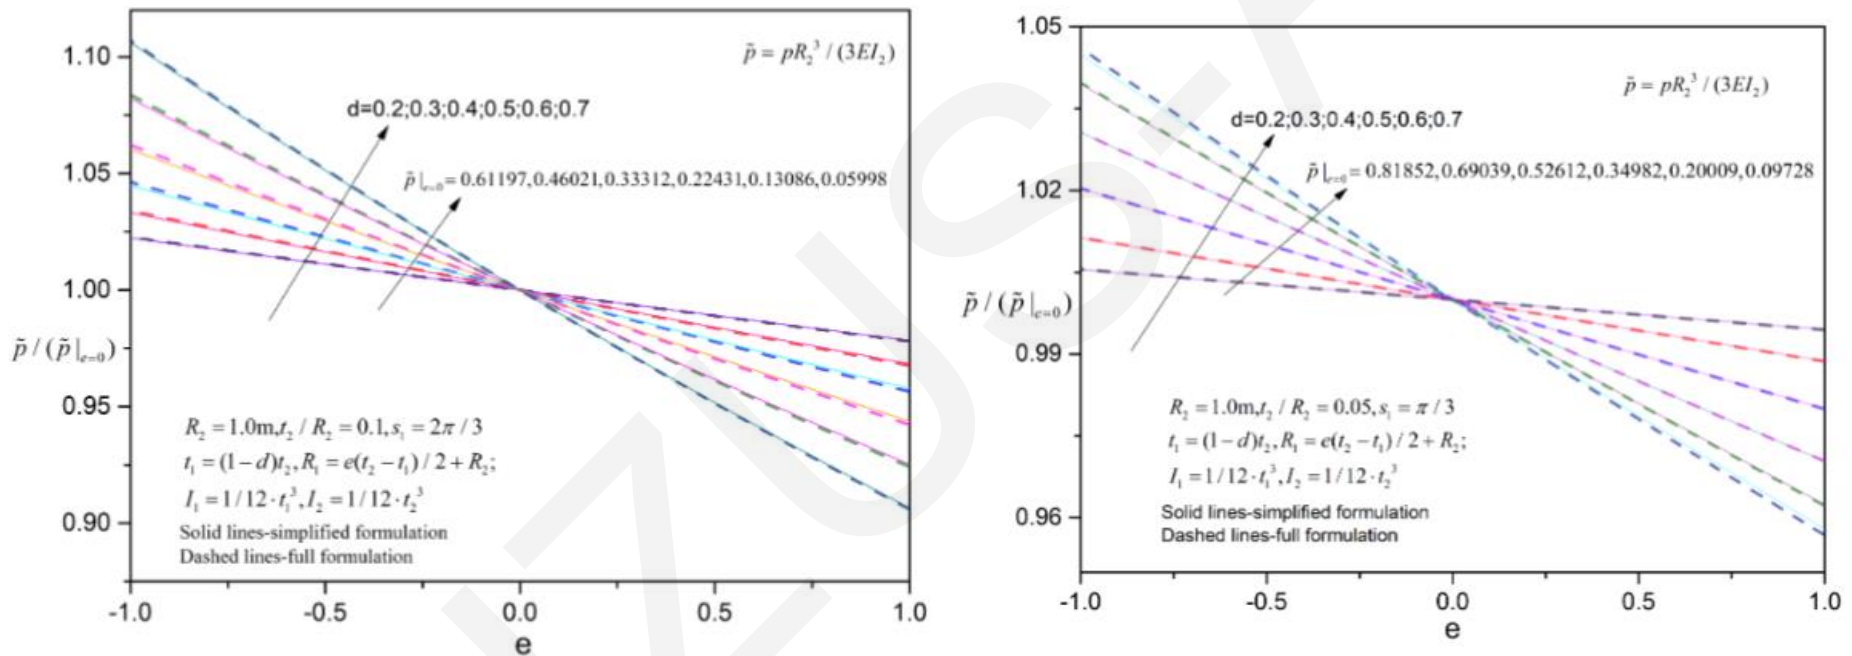 1.10
1.05
1.00
0.95
0.90
p̃ / (p̃|ₑ₌₀)
p̃ = pR₂³ / (3EI₂)
d=0.2;0.3;0.4;0.5;0.6;0.7
p̃|ₑ₌₀ = 0.61197, 0.46021, 0.33312, 0.22431, 0.13086, 0.05998
R₂ = 1.0m, t₂ / R₂ = 0.1, s₁ = 2π / 3
t₁ = (1−d)t₂, R₁ = e(t₂ − t₁) / 2 + R₂;
I₁ = 1/12·t₁³, I₂ = 1/12·t₂³
Solid lines-simplified formulation
Dashed lines-full formulation
-1.0 -0.5 0.0 0.5 1.0
e
1.05
1.02
0.99
0.96
p̃ / (p̃|ₑ₌₀)
p̃ = pR₂³ / (3EI₂)
d=0.2;0.3;0.4;0.5;0.6;0.7
p̃|ₑ₌₀ = 0.81852, 0.69039, 0.52612, 0.34982, 0.20009, 0.09728
R₂ = 1.0m, t₂ / R₂ = 0.05, s₁ = π / 3
t₁ = (1−d)t₂, R₁ = e(t₂ − t₁) / 2 + R₂;
I₁ = 1/12·t₁³, I₂ = 1/12·t₂³
Solid lines-simplified formulation
Dashed lines-full formulation
-1.0 -0.5 0.0 0.5 1.0
e